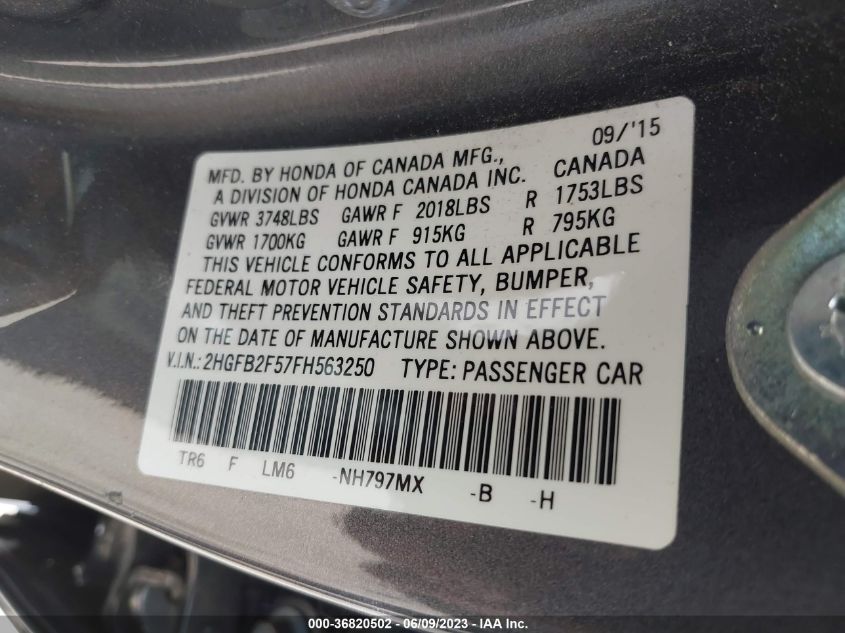 09/'15
MFD. BY HONDA OF CANADA MFG.,
A DIVISION OF HONDA CANADA INC. CANADA
GVWR 3748LBS GAWR F 2018LBS R 1753LBS
GVWR 1700KG GAWR F 915KG R 795KG
THIS VEHICLE CONFORMS TO ALL APPLICABLE
FEDERAL MOTOR VEHICLE SAFETY, BUMPER,
AND THEFT PREVENTION STANDARDS IN EFFECT
ON THE DATE OF MANUFACTURE SHOWN ABOVE.
V.I.N.: 2HGFB2F57FH563250 TYPE: PASSENGER CAR
TR6 F LM6 -NH797MX -B -H
000-36820502 - 06/09/2023 - IAA Inc.